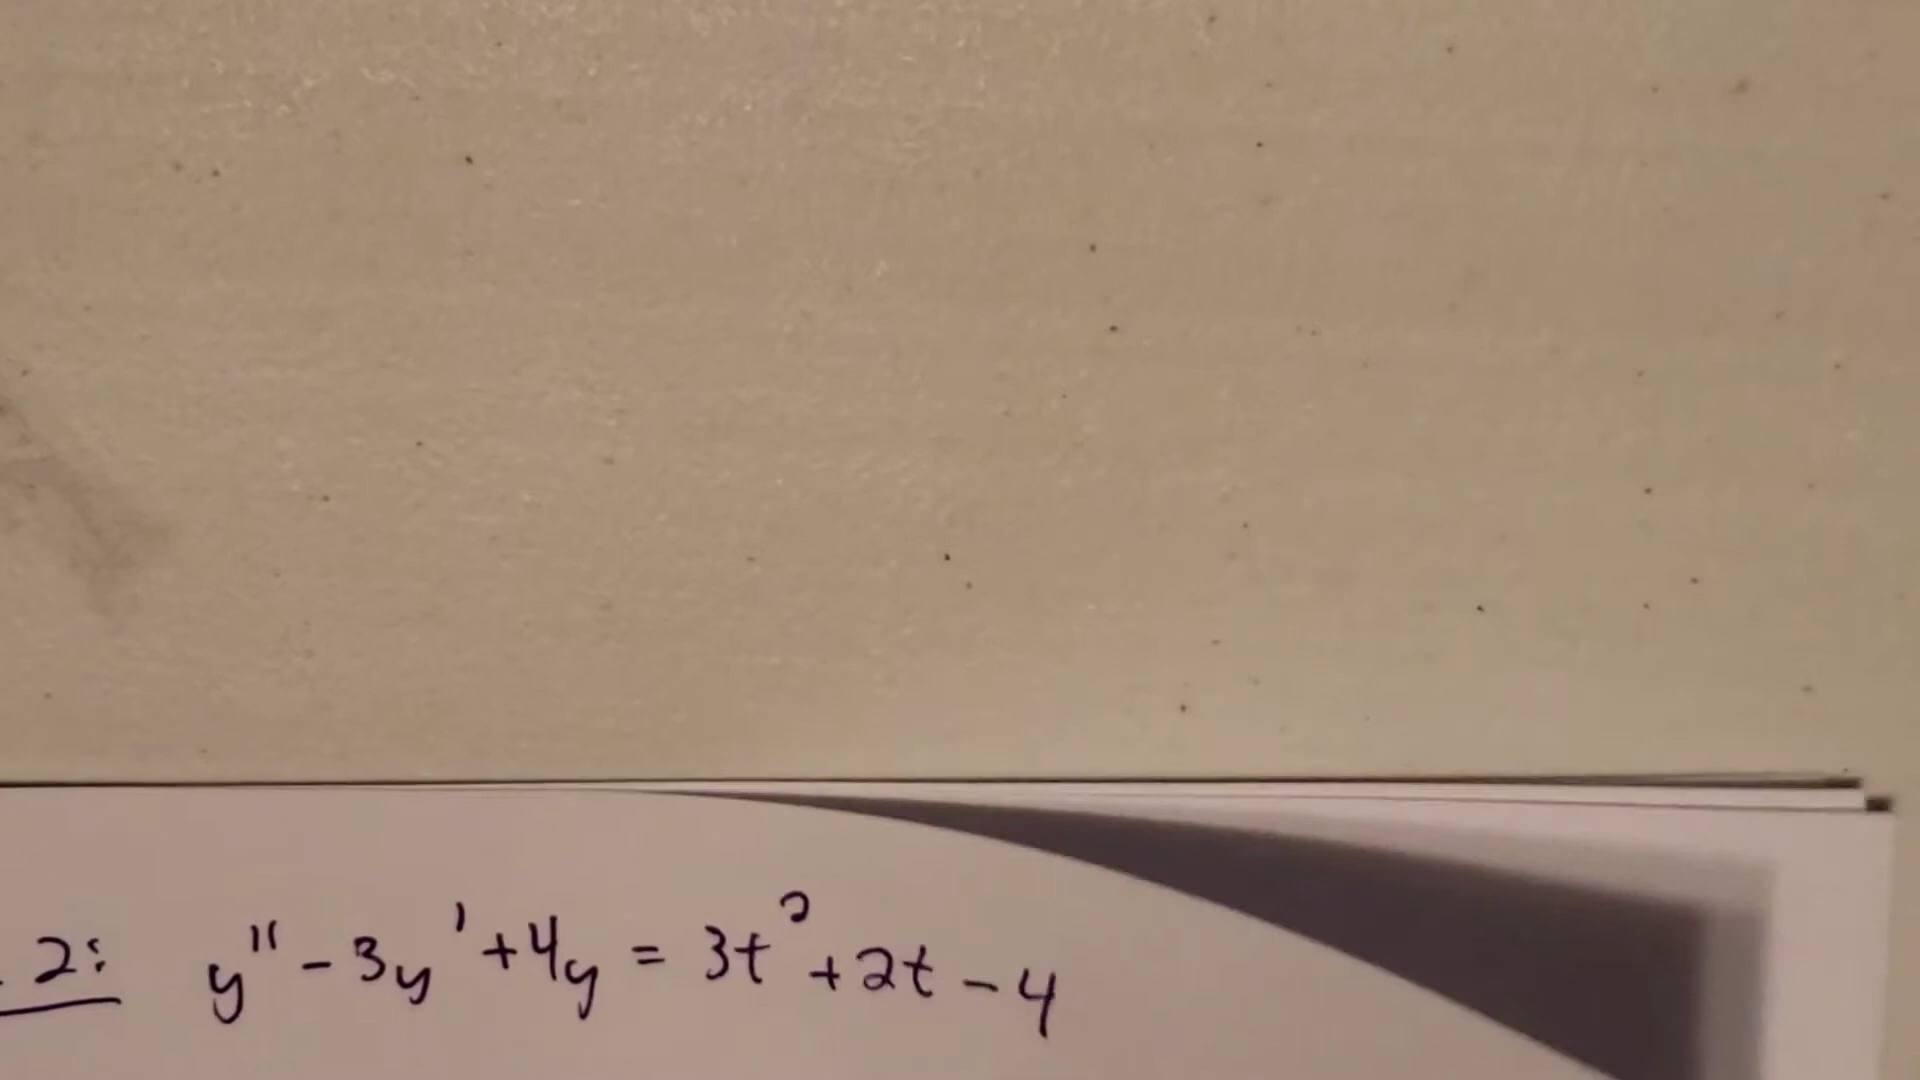 2: y'' - 3y' + 4y = 3t² + 2t - 4